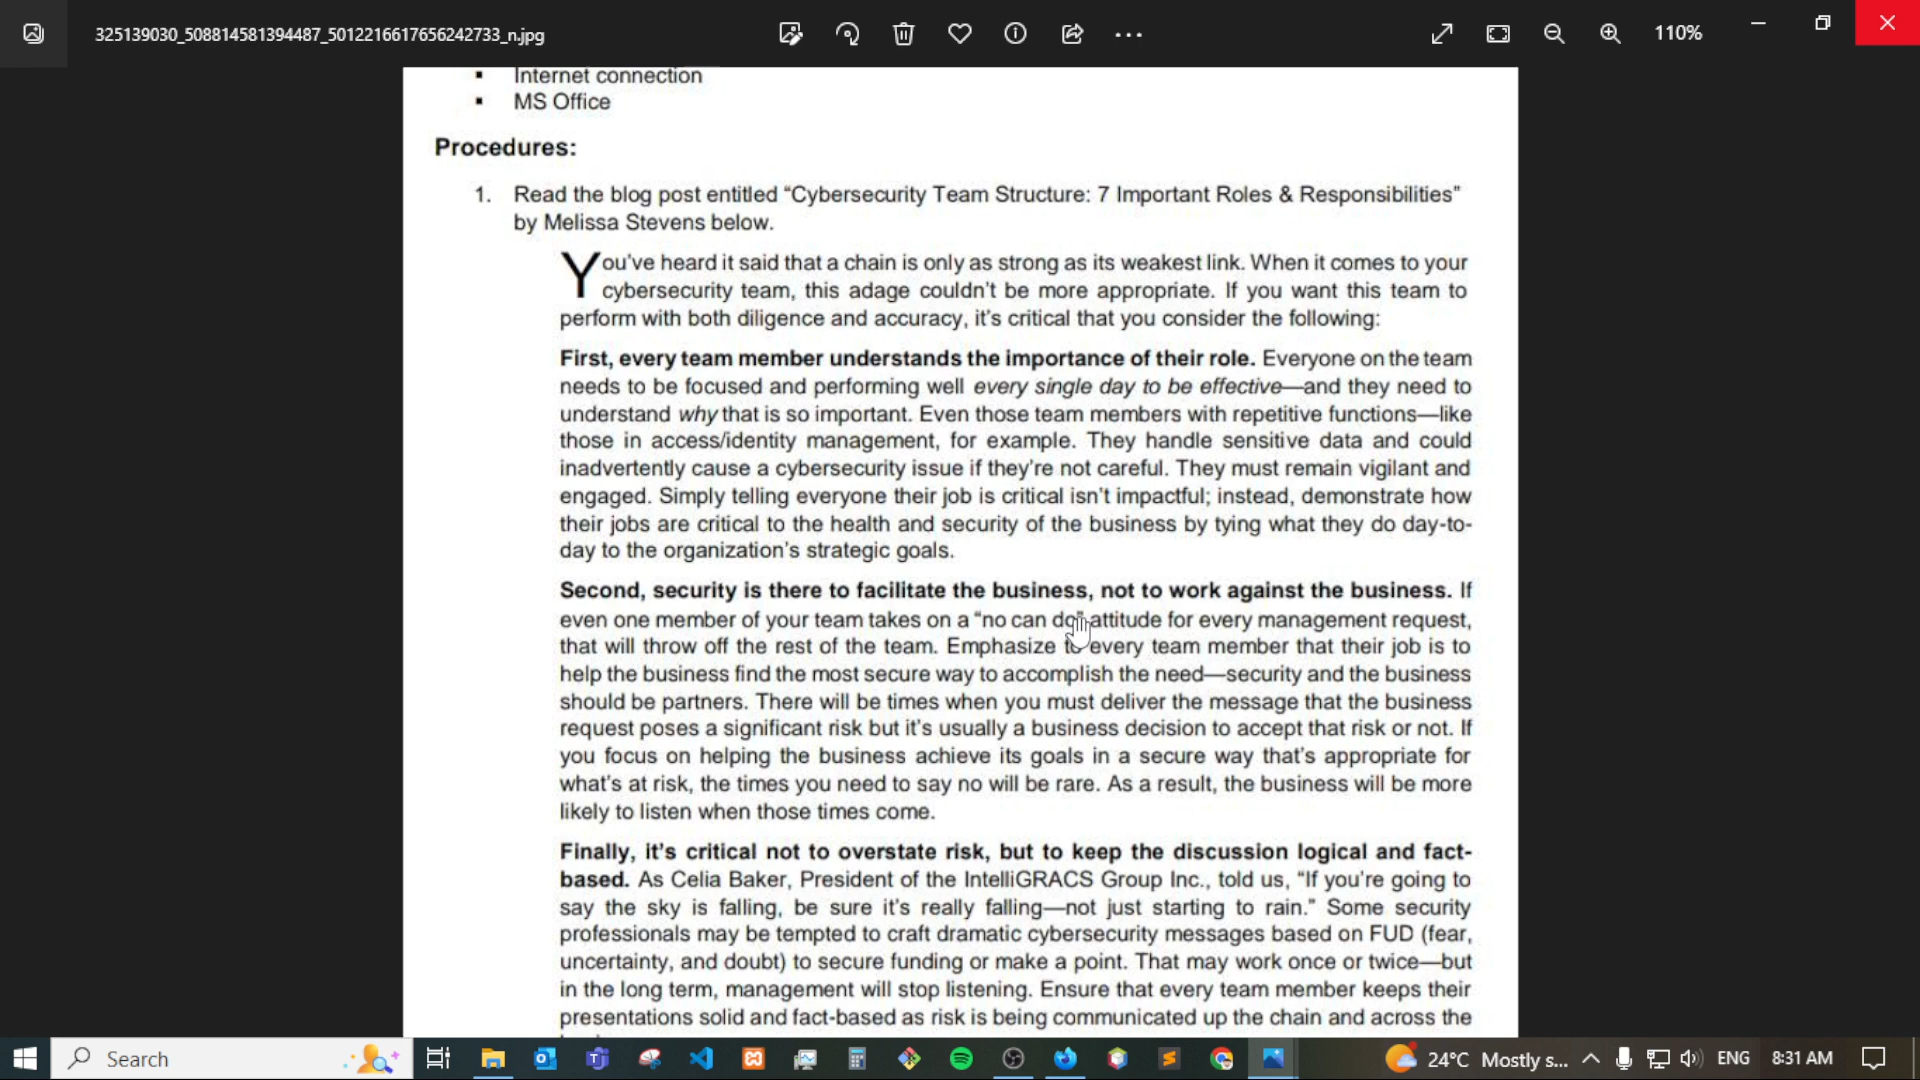 325139030_508814581394487_5012216617656242733_n.jpg
110%
▪ Internet connection
▪ MS Office
Procedures:
1. Read the blog post entitled “Cybersecurity Team Structure: 7 Important Roles & Responsibilities”
by Melissa Stevens below.
You’ve heard it said that a chain is only as strong as its weakest link. When it comes to your
cybersecurity team, this adage couldn’t be more appropriate. If you want this team to
perform with both diligence and accuracy, it’s critical that you consider the following:
First, every team member understands the importance of their role. Everyone on the team
needs to be focused and performing well every single day to be effective—and they need to
understand why that is so important. Even those team members with repetitive functions—like
those in access/identity management, for example. They handle sensitive data and could
inadvertently cause a cybersecurity issue if they’re not careful. They must remain vigilant and
engaged. Simply telling everyone their job is critical isn’t impactful; instead, demonstrate how
their jobs are critical to the health and security of the business by tying what they do day-to-
day to the organization’s strategic goals.
Second, security is there to facilitate the business, not to work against the business. If
even one member of your team takes on a “no can do” attitude for every management request,
that will throw off the rest of the team. Emphasize to every team member that their job is to
help the business find the most secure way to accomplish the need—security and the business
should be partners. There will be times when you must deliver the message that the business
request poses a significant risk but it’s usually a business decision to accept that risk or not. If
you focus on helping the business achieve its goals in a secure way that’s appropriate for
what’s at risk, the times you need to say no will be rare. As a result, the business will be more
likely to listen when those times come.
Finally, it’s critical not to overstate risk, but to keep the discussion logical and fact-
based. As Celia Baker, President of the IntelliGRACS Group Inc., told us, “If you’re going to
say the sky is falling, be sure it’s really falling—not just starting to rain.” Some security
professionals may be tempted to craft dramatic cybersecurity messages based on FUD (fear,
uncertainty, and doubt) to secure funding or make a point. That may work once or twice—but
in the long term, management will stop listening. Ensure that every team member keeps their
presentations solid and fact-based as risk is being communicated up the chain and across the
Search
24°C Mostly s...
ENG
8:31 AM